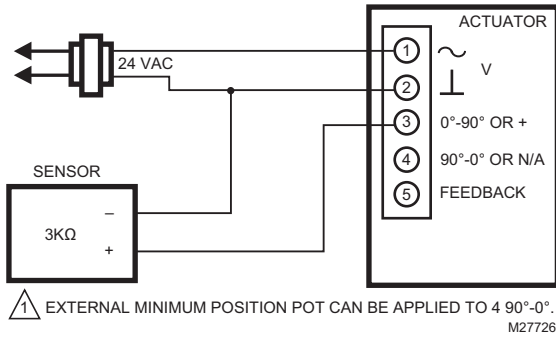 ACTUATOR
24 VAC
1
V
2
3 0°-90° OR +
4 90°-0° OR N/A
5 FEEDBACK
SENSOR
–
3KΩ
+
1 EXTERNAL MINIMUM POSITION POT CAN BE APPLIED TO 4 90°-0°.
M27726